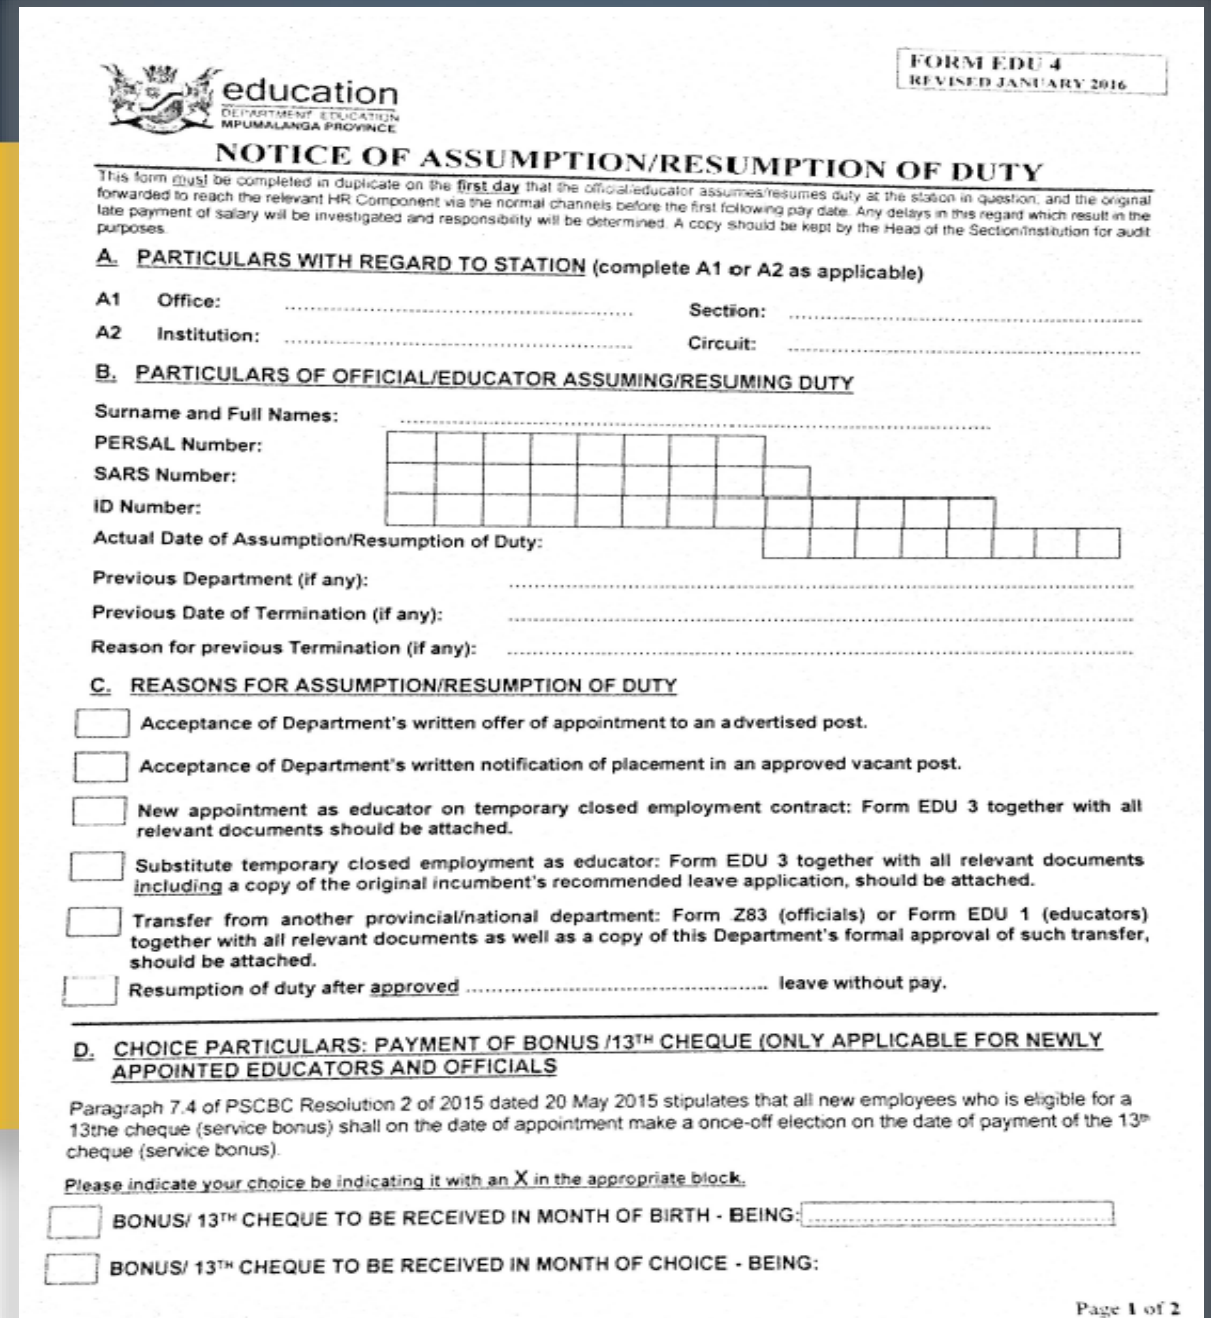 FORM EDU 4
REVISED JANUARY 2016
education
DEPARTMENT EDUCATION
MPUMALANGA PROVINCE
NOTICE OF ASSUMPTION/RESUMPTION OF DUTY
This form must be completed in duplicate on the first day that the official/educator assumes/resumes duty at the station in question, and the original
forwarded to reach the relevant HR Component via the normal channels before the first following pay date. Any delays in this regard which result in the
late payment of salary will be investigated and responsibility will be determined. A copy should be kept by the Head of the Section/Institution for audit
purposes.
A. PARTICULARS WITH REGARD TO STATION (complete A1 or A2 as applicable)
A1 Office: Section:
A2 Institution: Circuit:
B. PARTICULARS OF OFFICIAL/EDUCATOR ASSUMING/RESUMING DUTY
Surname and Full Names:
PERSAL Number:
SARS Number:
ID Number:
Actual Date of Assumption/Resumption of Duty:
Previous Department (if any):
Previous Date of Termination (if any):
Reason for previous Termination (if any):
C. REASONS FOR ASSUMPTION/RESUMPTION OF DUTY
Acceptance of Department's written offer of appointment to an advertised post.
Acceptance of Department's written notification of placement in an approved vacant post.
New appointment as educator on temporary closed employment contract: Form EDU 3 together with all
relevant documents should be attached.
Substitute temporary closed employment as educator: Form EDU 3 together with all relevant documents
including a copy of the original incumbent's recommended leave application, should be attached.
Transfer from another provincial/national department: Form Z83 (officials) or Form EDU 1 (educators)
together with all relevant documents as well as a copy of this Department's formal approval of such transfer,
should be attached.
Resumption of duty after approved ........................................ leave without pay.
D. CHOICE PARTICULARS: PAYMENT OF BONUS /13TH CHEQUE (ONLY APPLICABLE FOR NEWLY
APPOINTED EDUCATORS AND OFFICIALS
Paragraph 7.4 of PSCBC Resolution 2 of 2015 dated 20 May 2015 stipulates that all new employees who is eligible for a
13the cheque (service bonus) shall on the date of appointment make a once-off election on the date of payment of the 13th
cheque (service bonus).
Please indicate your choice be indicating it with an X in the appropriate block.
BONUS/ 13TH CHEQUE TO BE RECEIVED IN MONTH OF BIRTH - BEING:
BONUS/ 13TH CHEQUE TO BE RECEIVED IN MONTH OF CHOICE - BEING:
Page 1 of 2